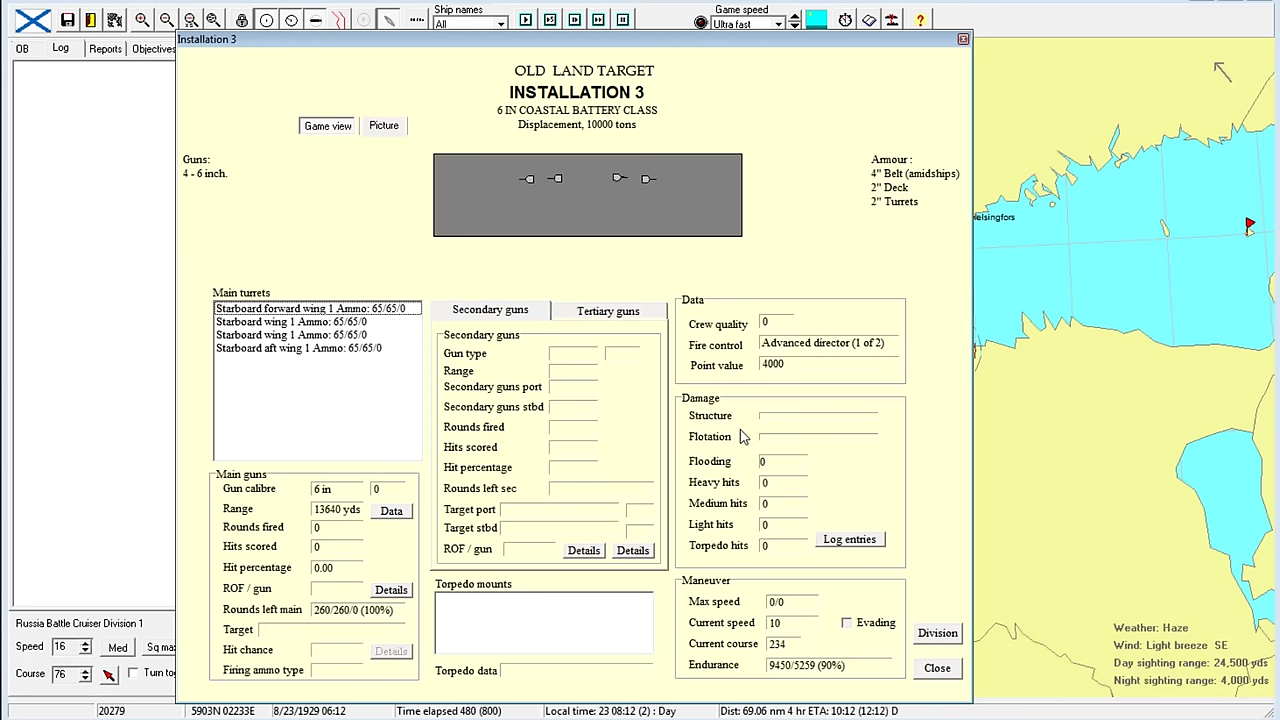 Ship names
All
Game speed
Ultra fast
?
OB
Log
Reports
Objectives
Installation 3
OLD LAND TARGET
INSTALLATION 3
6 IN COASTAL BATTERY CLASS
Displacement, 10000 tons
Game view
Picture
Guns:
4 - 6 inch.
Armour :
4" Belt (amidships)
2" Deck
2" Turrets
Helsingfors
Main turrets
Starboard forward wing 1 Ammo: 65/65/0
Starboard wing 1 Ammo: 65/65/0
Starboard wing 1 Ammo: 65/65/0
Starboard aft wing 1 Ammo: 65/65/0
Main guns
Gun calibre 6 in 0
Range 13640 yds Data
Rounds fired 0
Hits scored 0
Hit percentage 0.00
ROF / gun Details
Rounds left main 260/260/0 (100%)
Target
Hit chance Details
Firing ammo type
Secondary guns
Tertiary guns
Secondary guns
Gun type
Range
Secondary guns port
Secondary guns stbd
Rounds fired
Hits scored
Hit percentage
Rounds left sec
Target port
Target stbd
ROF / gun Details Details
Torpedo mounts
Torpedo data
Data
Crew quality 0
Fire control Advanced director (1 of 2)
Point value 4000
Damage
Structure
Flotation
Flooding 0
Heavy hits 0
Medium hits 0
Light hits 0
Torpedo hits 0
Log entries
Maneuver
Max speed 0/0
Current speed 10 Evading
Current course 234
Endurance 9450/5259 (90%)
Division
Close
Russia Battle Cruiser Division 1
Speed 16 Med Sq max
Course 76
Weather: Haze
Wind: Light breeze SE
Day sighting range: 24,500 yds
Night sighting range: 4,000 yds
20279
5903N 02233E
8/23/1929 06:12
Time elapsed 480 (800)
Local time: 23 08:12 (2) : Day
Dist: 69.06 nm 4 hr ETA: 10:12 (12:12) D